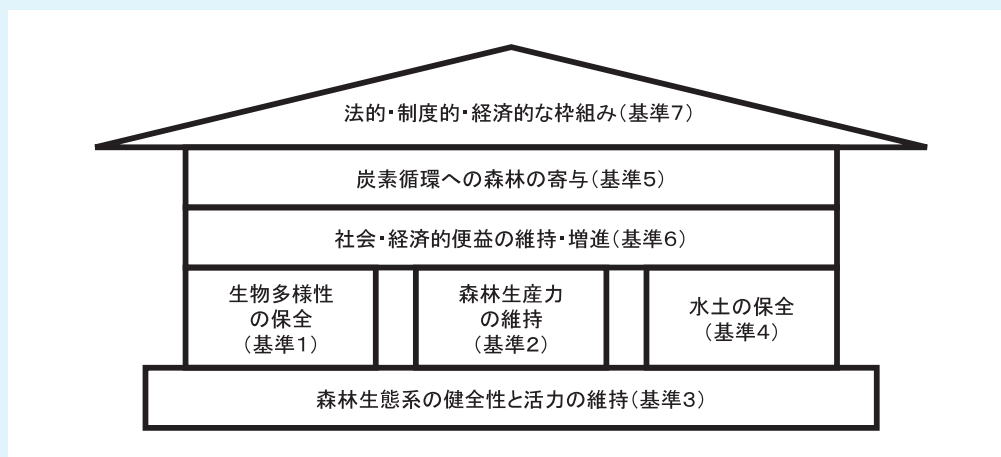 法的・制度的・経済的な枠組み(基準7)
炭素循環への森林の寄与(基準5)
社会・経済的便益の維持・増進(基準6)
生物多様性
の保全
(基準1)
森林生産力
の維持
(基準2)
水土の保全
(基準4)
森林生態系の健全性と活力の維持(基準3)